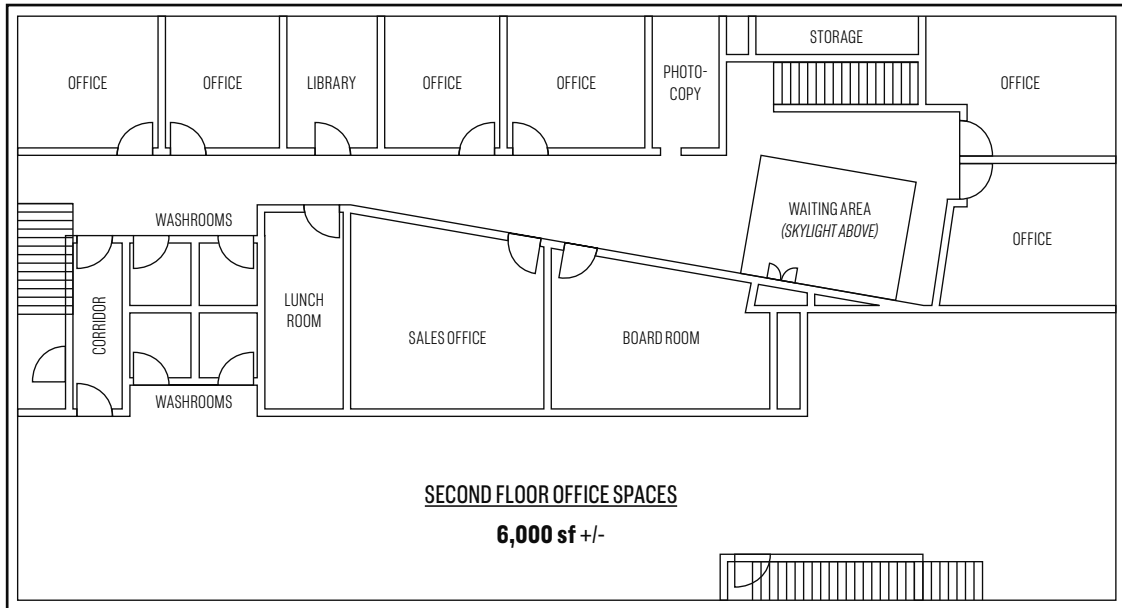 STORAGE
OFFICE
OFFICE
LIBRARY
OFFICE
OFFICE
PHOTO-
COPY
OFFICE
WASHROOMS
WAITING AREA
(SKYLIGHT ABOVE)
OFFICE
CORRIDOR
LUNCH
ROOM
SALES OFFICE
BOARD ROOM
WASHROOMS
SECOND FLOOR OFFICE SPACES
6,000 sf +/-